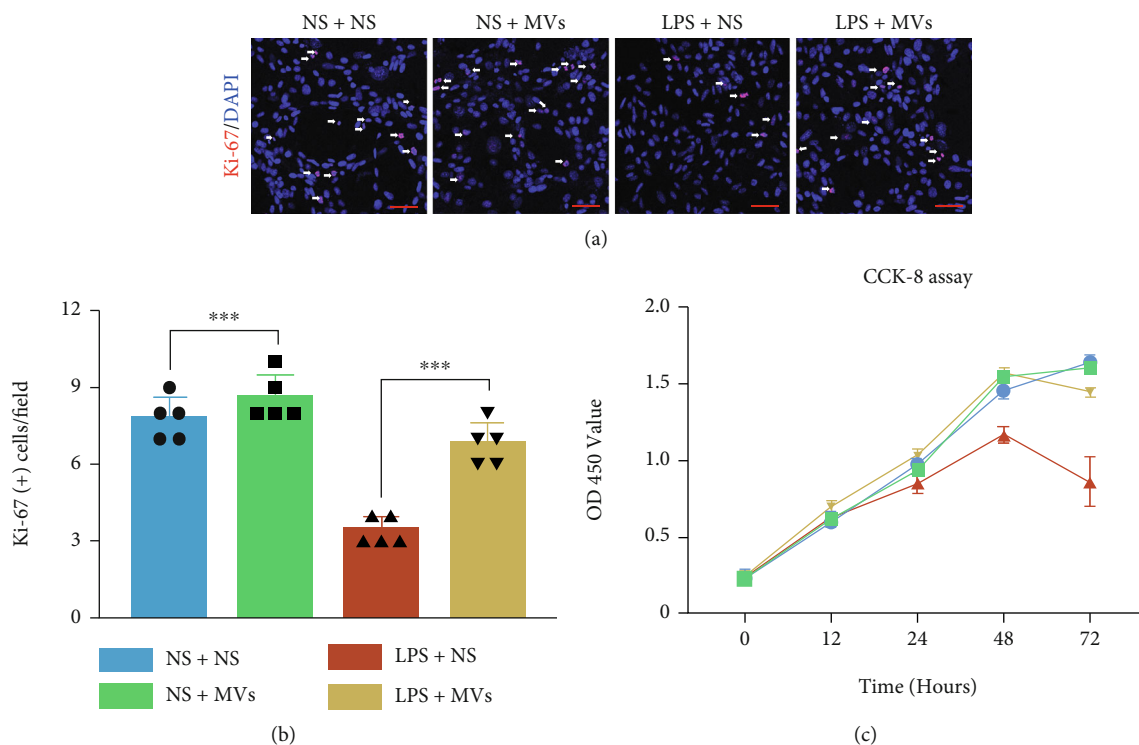 NS + NS
NS + MVs
LPS + NS
LPS + MVs
Ki-67/DAPI
(a)
Ki-67 (+) cells/field
12
9
6
3
0
***
***
NS + NS
NS + MVs
LPS + NS
LPS + MVs
(b)
CCK-8 assay
OD 450 Value
2.0
1.5
1.0
0.5
0
0
12
24
48
72
Time (Hours)
(c)